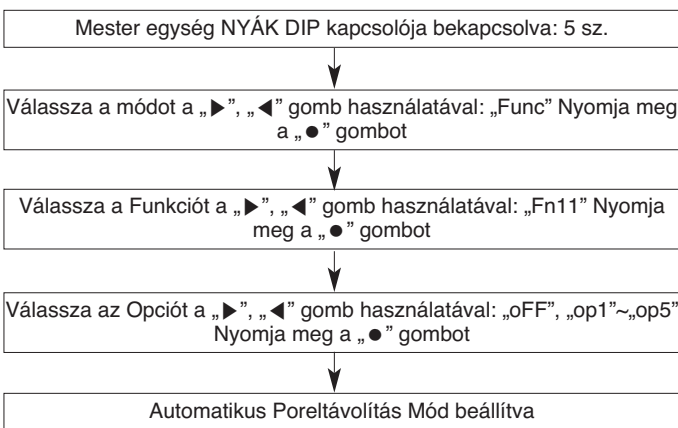 Mester egység NYÁK DIP kapcsolója bekapcsolva: 5 sz.
Válassza a módot a „▶”, „◀” gomb használatával: „Func” Nyomja meg
a „●” gombot
Válassza a Funkciót a „▶”, „◀” gomb használatával: „Fn11” Nyomja
meg a „●” gombot
Válassza az Opciót a „▶”, „◀” gomb használatával: „oFF”, „op1”~„op5”
Nyomja meg a „●” gombot
Automatikus Poreltávolítás Mód beállítva